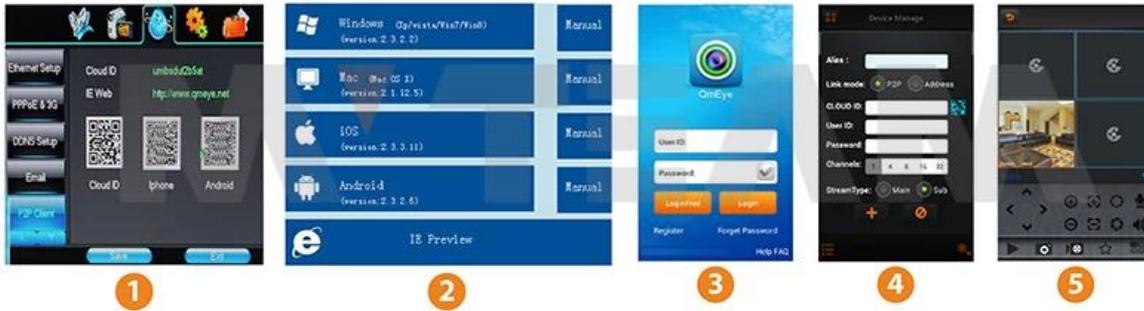 Ethernet Setup
PPPoE & 3G
DDNS Setup
Email
P2P Client
Cloud ID umbsdut2b5at
IE Web http://www.qmeye.net
Cloud ID Iphone Android
Save Exit
1
Windows (Xp/vista/Win7/Win8) Manual
(version:2.3.2.2)
Mac (Mac OS X) Manual
(version:2.1.12.5)
iOS Manual
(version:2.3.3.11)
Android Manual
(version:2.3.2.6)
IE Preview
2
QmEye
User ID:
Password:
Login Free Login
Register Forget Password
Help FAQ
3
Device Manage
Alias :
Link mode: P2P Address
CLOUD ID:
User ID:
Password:
Channels: 1 4 8 16 32
StreamType: Main Sub
4
5
MYTEAM